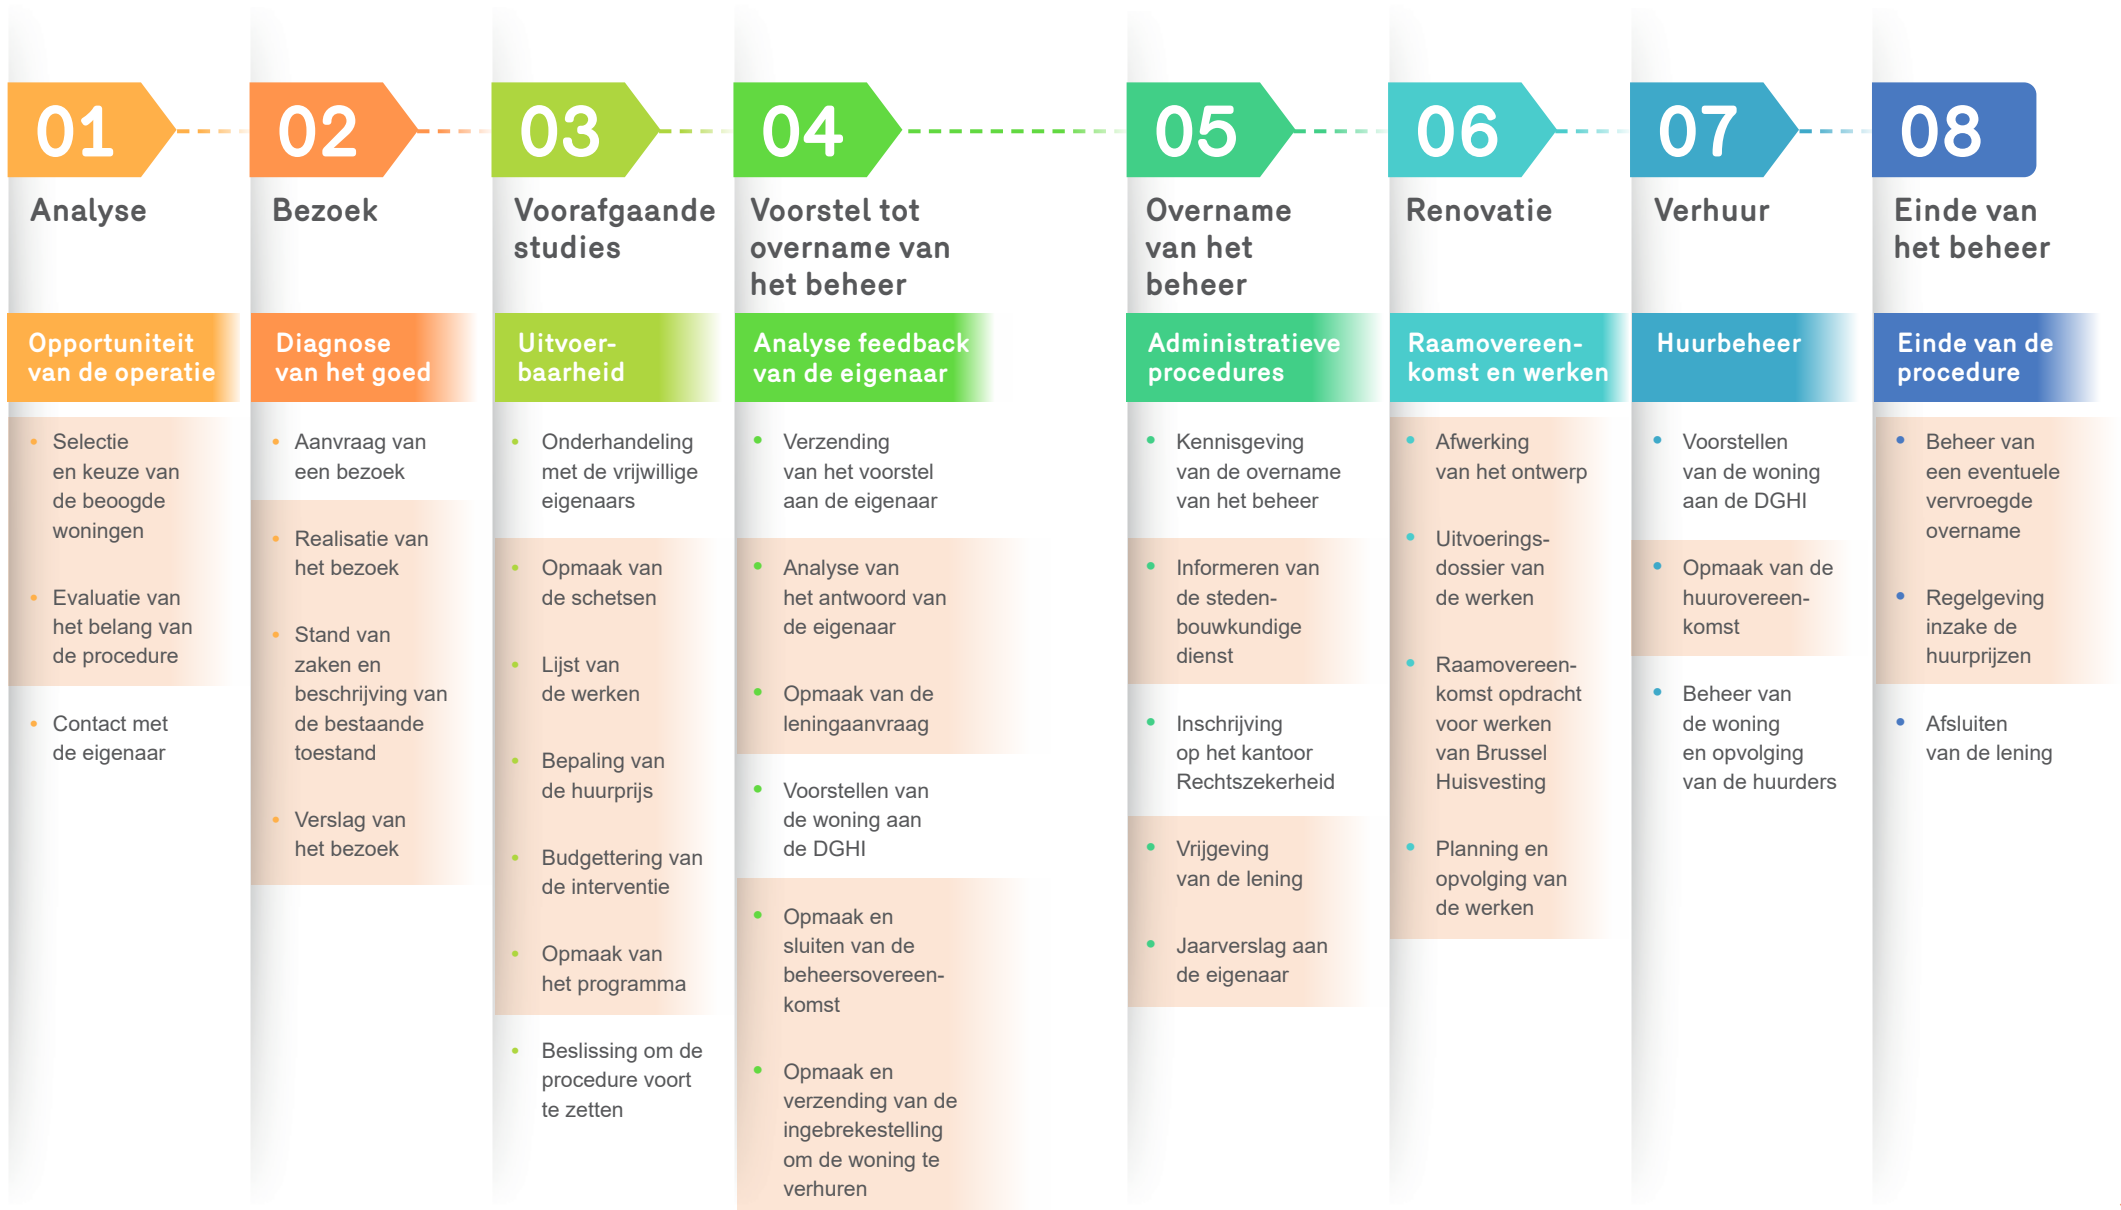 01
Analyse
Opportuniteit
van de operatie
• Selectie
en keuze van
de beoogde
woningen
• Evaluatie van
het belang van
de procedure
• Contact met
de eigenaar
02
Bezoek
Diagnose
van het goed
• Aanvraag van
een bezoek
• Realisatie van
het bezoek
• Stand van
zaken en
beschrijving van
de bestaande
toestand
• Verslag van
het bezoek
03
Voorafgaande
studies
Uitvoer-
baarheid
• Onderhandeling
met de vrijwillige
eigenaars
• Opmaak van
de schetsen
• Lijst van
de werken
• Bepaling van
de huurprijs
• Budgettering van
de interventie
• Opmaak van
het programma
• Beslissing om de
procedure voort
te zetten
04
Voorstel tot
overname van
het beheer
Analyse feedback
van de eigenaar
• Verzending
van het voorstel
aan de eigenaar
• Analyse van
het antwoord van
de eigenaar
• Opmaak van de
leningaanvraag
• Voorstellen van
de woning aan
de DGHI
• Opmaak en
sluiten van de
beheersovereen-
komst
• Opmaak en
verzending van de
ingebrekestelling
om de woning te
verhuren
05
Overname
van het
beheer
Administratieve
procedures
• Kennisgeving
van de overname
van het beheer
• Informeren van
de steden-
bouwkundige
dienst
• Inschrijving
op het kantoor
Rechtszekerheid
• Vrijgeving
van de lening
• Jaarverslag aan
de eigenaar
06
Renovatie
Raamovereen-
komst en werken
• Afwerking
van het ontwerp
• Uitvoerings-
dossier van
de werken
• Raamovereen-
komst opdracht
voor werken
van Brussel
Huisvesting
• Planning en
opvolging van
de werken
07
Verhuur
Huurbeheer
• Voorstellen
van de woning
aan de DGHI
• Opmaak van de
huurovereen-
komst
• Beheer van
de woning
en opvolging
van de huurders
08
Einde van
het beheer
Einde van de
procedure
• Beheer van
een eventuele
vervroegde
overname
• Regelgeving
inzake de
huurprijzen
• Afsluiten
van de lening